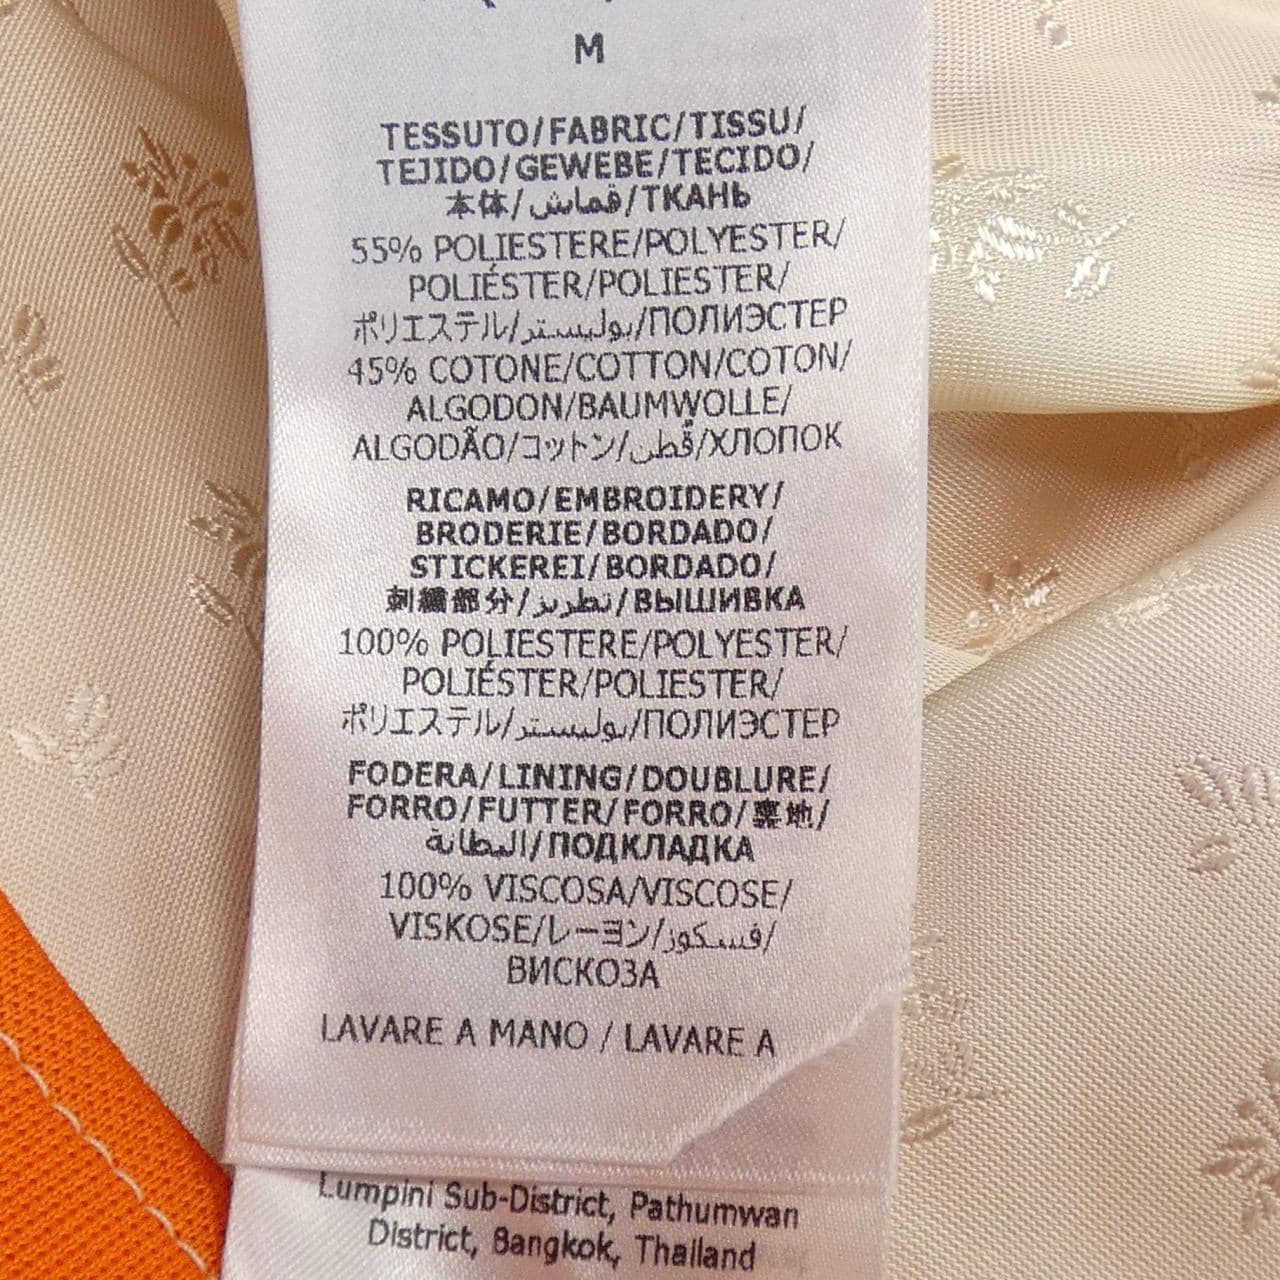 M
TESSUTO/FABRIC/TISSU/
TEJIDO/GEWEBE/TECIDO/
本体/قماش/ТКАНЬ
55% POLIESTERE/POLYESTER/
POLIÉSTER/POLIESTER/
ポリエステル/بوليستر/ПОЛИЭСТЕР
45% COTONE/COTTON/COTON/
ALGODON/BAUMWOLLE/
ALGODÃO/コットン/قُطن/ХЛОПОК
RICAMO/EMBROIDERY/
BRODERIE/BORDADO/
STICKEREI/BORDADO/
刺繍部分/تطريز/ВЫШИВКА
100% POLIESTERE/POLYESTER/
POLIÉSTER/POLIESTER/
ポリエステル/بوليستر/ПОЛИЭСТЕР
FODERA/LINING/DOUBLURE/
FORRO/FUTTER/FORRO/裏地/
البطانة/ПОДКЛАДКА
100% VISCOSA/VISCOSE/
VISKOSE/レーヨン/فسكوز/
ВИСКОЗА
LAVARE A MANO / LAVARE A
Lumpini Sub-District, Pathumwan
District, Bangkok, Thailand